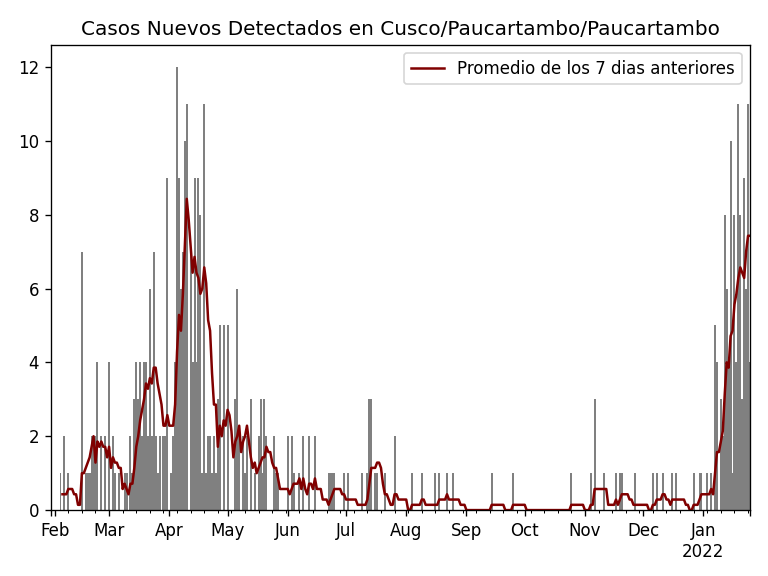 Casos Nuevos Detectados en Cusco/Paucartambo/Paucartambo
Promedio de los 7 dias anteriores
12
10
8
6
4
2
0
Feb Mar Apr May Jun Jul Aug Sep Oct Nov Dec Jan
2022